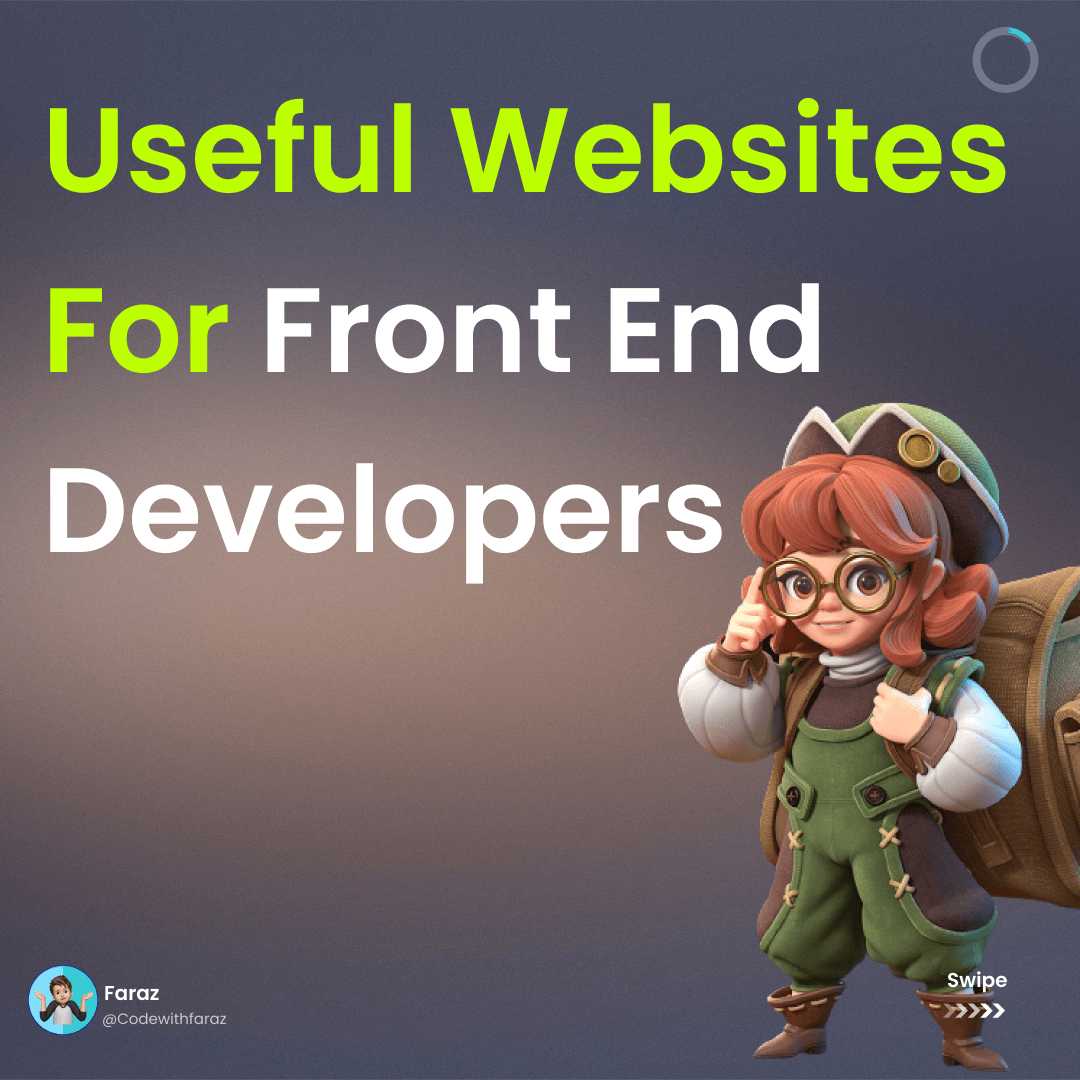 Useful Websites
For Front End
Developers
Faraz
@Codewithfaraz
Swipe